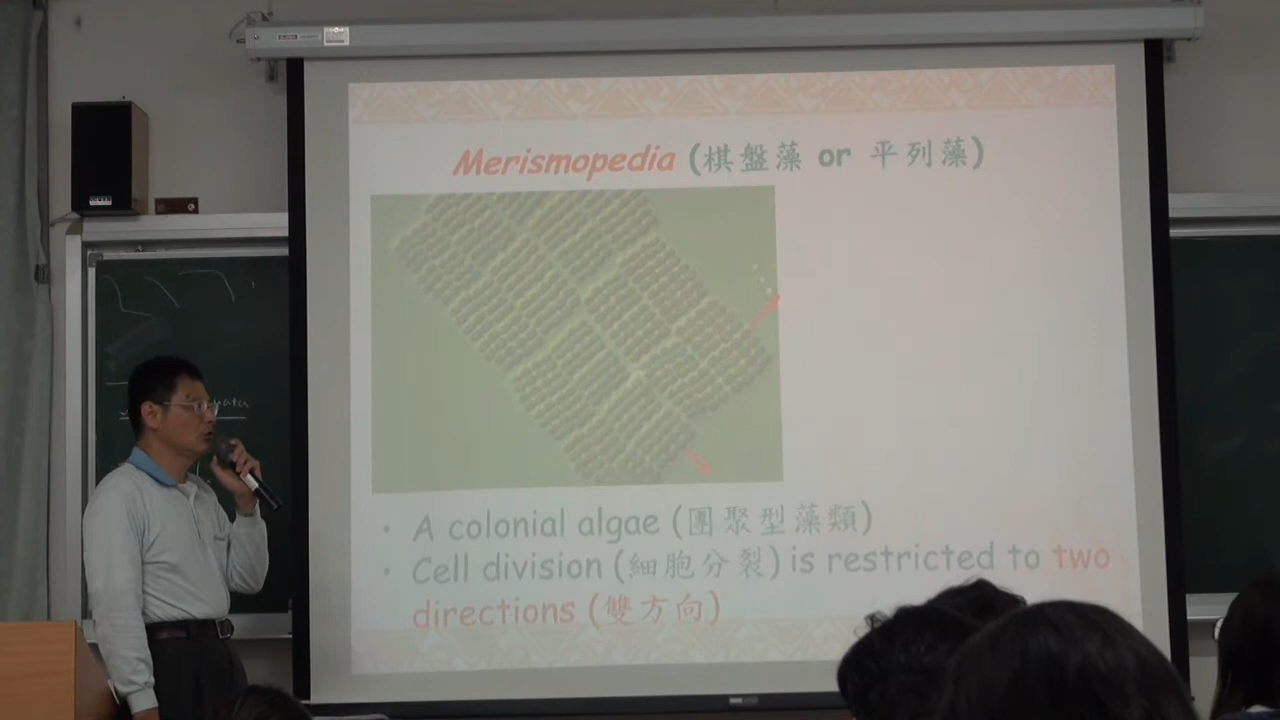 Merismopedia (棋盤藻 or 平列藻)
• A colonial algae (團聚型藻類)
• Cell division (細胞分裂) is restricted to two
directions (雙方向)